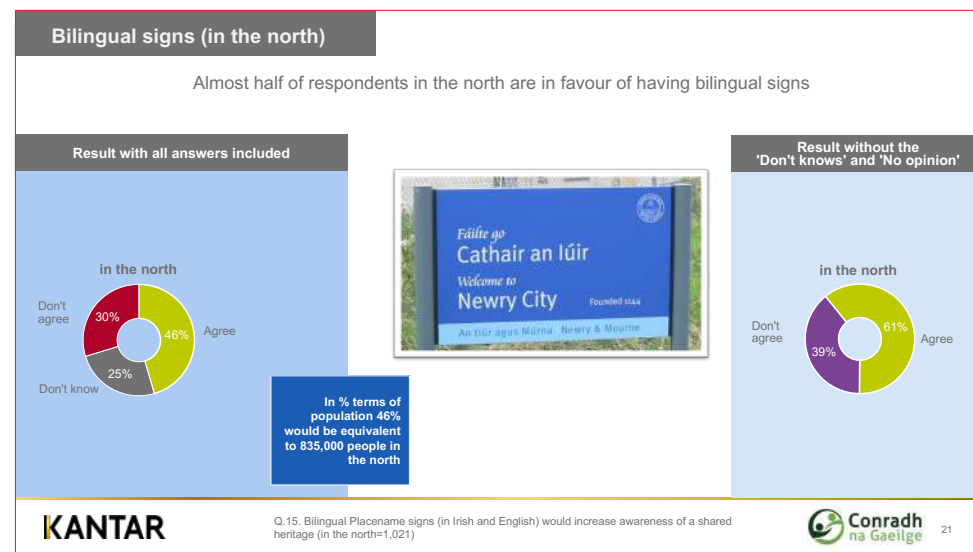 Bilingual signs (in the north)
Almost half of respondents in the north are in favour of having bilingual signs
Result with all answers included
in the north
Don't
agree
30%
46%
Agree
25%
Don't know
In % terms of
population 46%
would be equivalent
to 835,000 people in
the north
Fáilte go
Cathair an Iúir
Welcome to
Newry City
Founded 1144
An tIúr agus Múrna Newry & Mourne
Result without the
'Don't knows' and 'No opinion'
in the north
Don't
agree
39%
61%
Agree
KANTAR
Q.15. Bilingual Placename signs (in Irish and English) would increase awareness of a shared
heritage (in the north=1,021)
Conradh
na Gaeilge
21